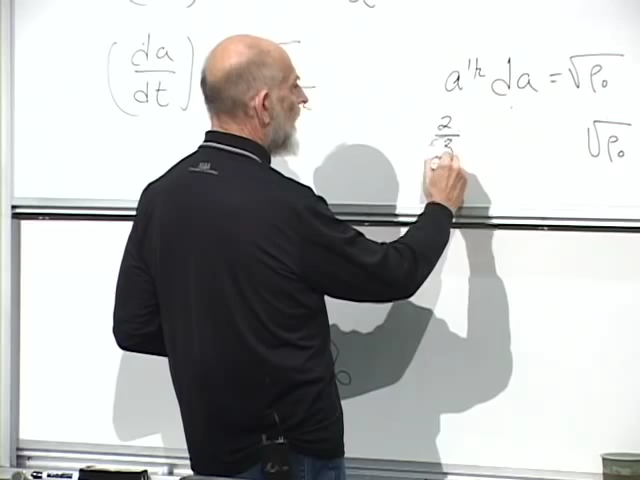 (da/dt)
a^{1/2} da = √ρ₀
2/3
√ρ₀